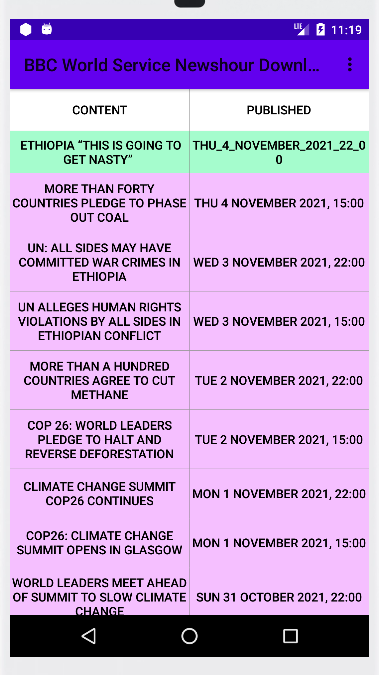 LTE 11:19
BBC World Service Newshour Downl...
CONTENT PUBLISHED
ETHIOPIA “THIS IS GOING TO
GET NASTY”
THU_4_NOVEMBER_2021_22_0
0
MORE THAN FORTY
COUNTRIES PLEDGE TO PHASE
OUT COAL
THU 4 NOVEMBER 2021, 15:00
UN: ALL SIDES MAY HAVE
COMMITTED WAR CRIMES IN
ETHIOPIA
WED 3 NOVEMBER 2021, 22:00
UN ALLEGES HUMAN RIGHTS
VIOLATIONS BY ALL SIDES IN
ETHIOPIAN CONFLICT
WED 3 NOVEMBER 2021, 15:00
MORE THAN A HUNDRED
COUNTRIES AGREE TO CUT
METHANE
TUE 2 NOVEMBER 2021, 22:00
COP 26: WORLD LEADERS
PLEDGE TO HALT AND
REVERSE DEFORESTATION
TUE 2 NOVEMBER 2021, 15:00
CLIMATE CHANGE SUMMIT
COP26 CONTINUES
MON 1 NOVEMBER 2021, 22:00
COP26: CLIMATE CHANGE
SUMMIT OPENS IN GLASGOW
MON 1 NOVEMBER 2021, 15:00
WORLD LEADERS MEET AHEAD
OF SUMMIT TO SLOW CLIMATE
CHANGE
SUN 31 OCTOBER 2021, 22:00